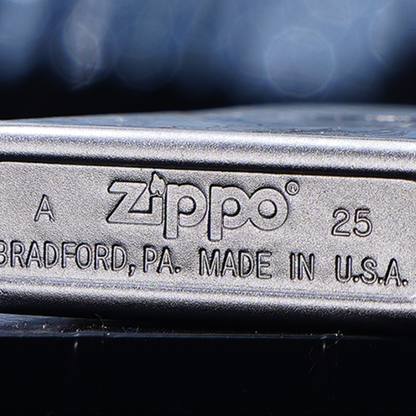 A zippo® 25
BRADFORD, PA. MADE IN U.S.A.